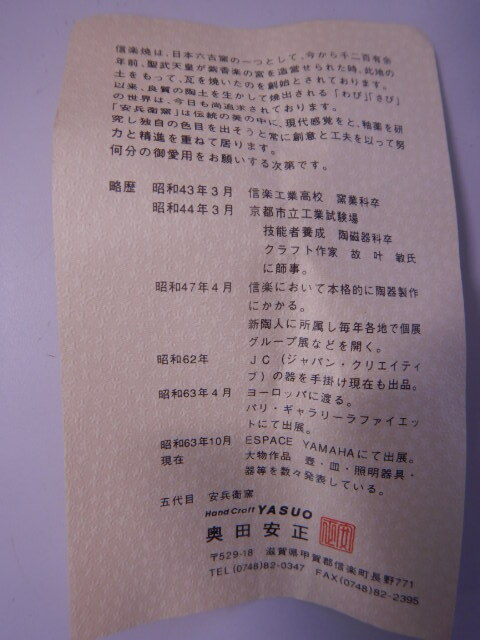 信楽焼は、日本六古窯の一つとして、今から千二百有余
年前、聖武天皇が紫香楽の宮を造営せられた時、此地の
土をもって、瓦を焼いたのを創始とされております。
以来、良質の陶土を生かして焼出される「わび」「さび」
の世界は、今日も尚追求されております。
「安兵衛窯」は伝統の美の中に、現代感覚をと、釉薬を研
究し独自の色目を出そうと常に創意と工夫を以って努
力と精進を重ねて居ります。
何分の御愛用をお願いする次第です。
略歴 昭和43年3月 信楽工業高校 窯業科卒
昭和44年3月 京都市立工業試験場
技能者養成 陶磁器科卒
クラフト作家 故 叶 敏氏
に師事。
昭和47年4月 信楽において本格的に陶器製作
にかかる。
新陶人に所属し毎年各地で個展
グループ展などを開く。
昭和62年 JC(ジャパン・クリエイティ
ブ)の器を手掛け現在も出品。
昭和63年4月 ヨーロッパに渡る。
パリ・ギャラリーラファイエッ
トにて出展。
昭和63年10月 ESPACE YAMAHAにて出展。
現在 大物作品 壺・皿・照明器具・
器等を数々発表している。
五代目 安兵衛窯
Hand Craft YASUO
奥田安正
〒529-18 滋賀県甲賀郡信楽町長野771
TEL(0748)82-0347 FAX(0748)82-2395